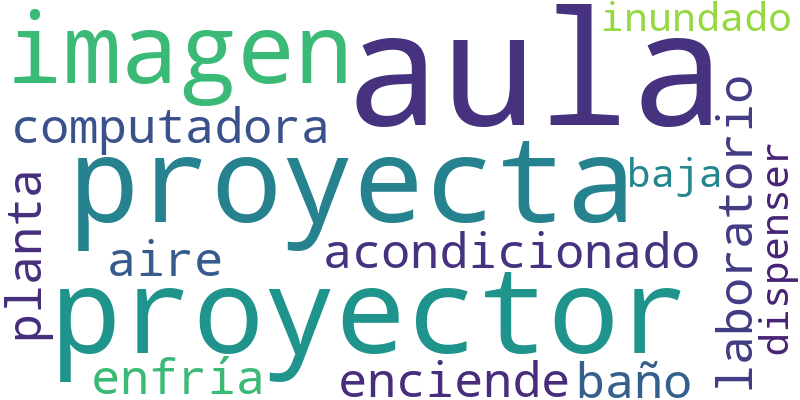 inundado
imagen
aula
computadora
proyecta
baja
laboratorio
dispenser
planta
aire
acondicionado
proyector
enfría
enciende
baño